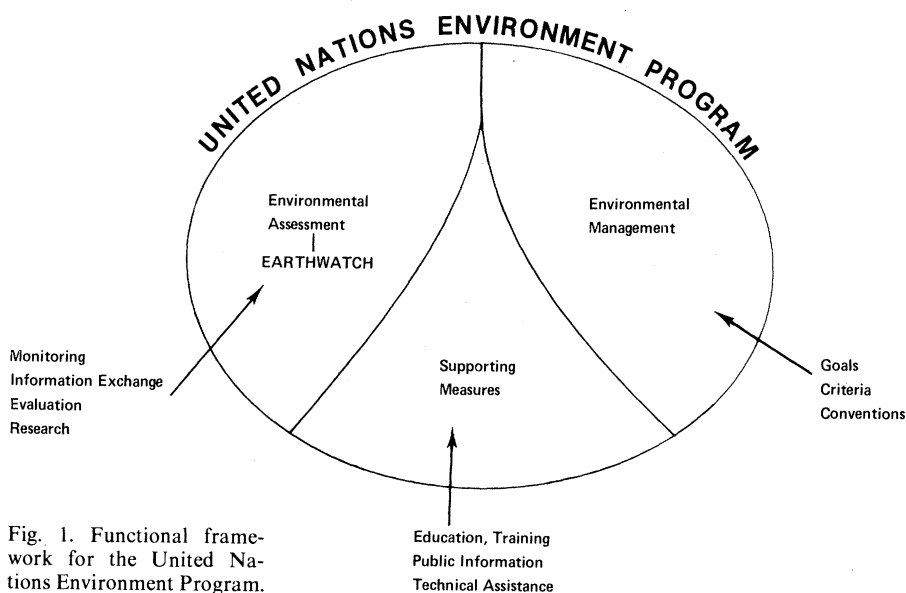 UNITED NATIONS ENVIRONMENT PROGRAM
Environmental
Assessment
EARTHWATCH
Environmental
Management
Monitoring
Information Exchange
Evaluation
Research
Supporting
Measures
Goals
Criteria
Conventions
Education, Training
Public Information
Technical Assistance
Fig. 1. Functional frame-
work for the United Na-
tions Environment Program.